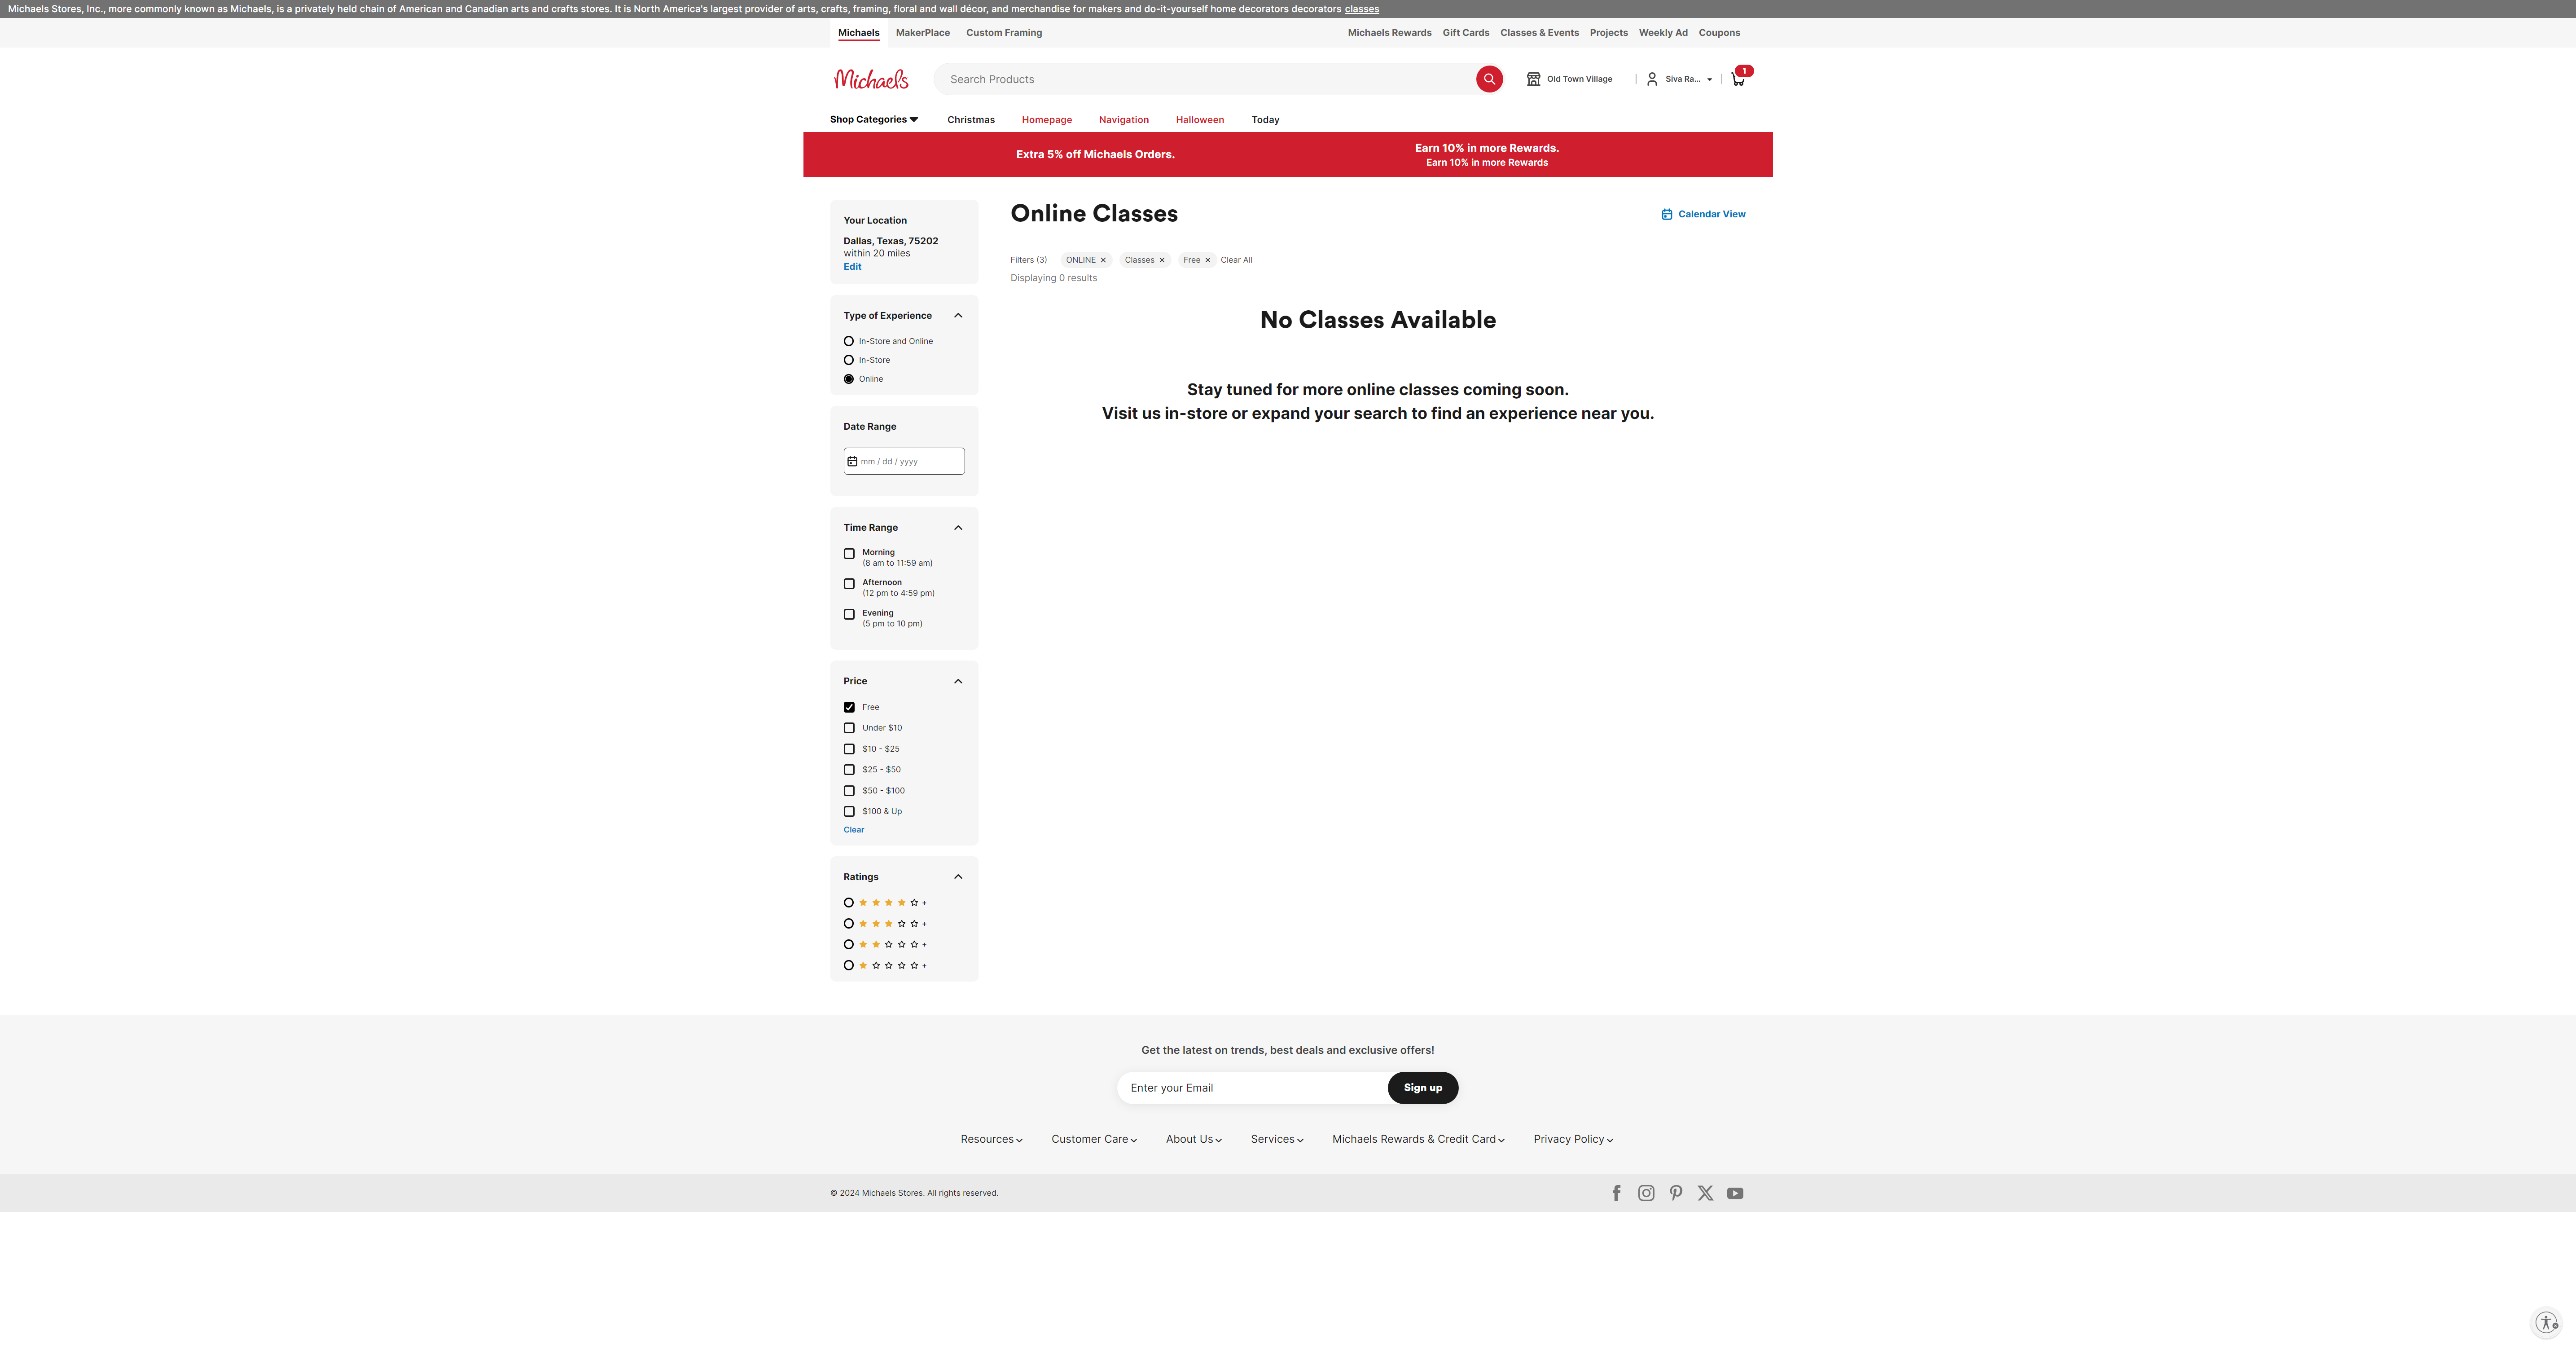 Michaels Stores, Inc., more commonly known as Michaels, is a privately held chain of American and Canadian arts and crafts stores. It is North America's largest provider of arts, crafts, framing, floral and wall décor, and merchandise for makers and do-it-yourself home decorators decorators classes
Michaels MakerPlace Custom Framing Michaels Rewards Gift Cards Classes & Events Projects Weekly Ad Coupons
Michaels Search Products Old Town Village | Siva Ra... | 1
Shop Categories Christmas Homepage Navigation Halloween Today
Extra 5% off Michaels Orders.
Earn 10% in more Rewards.
Earn 10% in more Rewards
Your Location
Dallas, Texas, 75202
within 20 miles
Edit
Type of Experience
In-Store and Online
In-Store
Online
Date Range
mm / dd / yyyy
Time Range
Morning
(8 am to 11:59 am)
Afternoon
(12 pm to 4:59 pm)
Evening
(5 pm to 10 pm)
Price
Free
Under $10
$10 - $25
$25 - $50
$50 - $100
$100 & Up
Clear
Ratings
+
+
+
+
Online Classes
Calendar View
Filters (3) ONLINE Classes Free Clear All
Displaying 0 results
No Classes Available
Stay tuned for more online classes coming soon.
Visit us in-store or expand your search to find an experience near you.
Get the latest on trends, best deals and exclusive offers!
Enter your Email Sign up
Resources Customer Care About Us Services Michaels Rewards & Credit Card Privacy Policy
© 2024 Michaels Stores. All rights reserved.